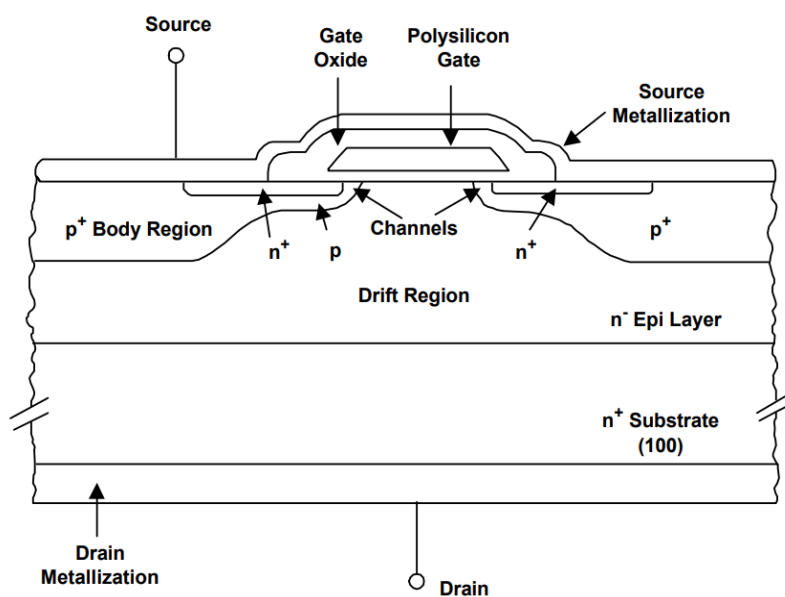 Source
Gate
Oxide
Polysilicon
Gate
Source
Metallization
p+ Body Region
n+
p
Channels
n+
p+
Drift Region
n- Epi Layer
n+ Substrate
(100)
Drain
Metallization
Drain